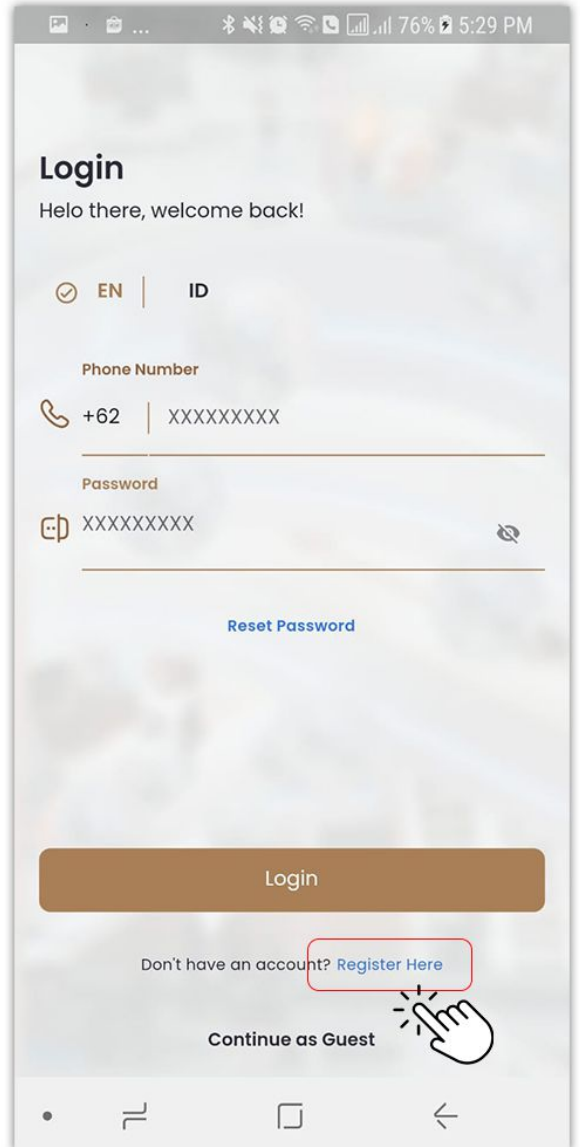 ... 76% 5:29 PM
Login
Helo there, welcome back!
EN | ID
Phone Number
+62 | XXXXXXXXX
Password
XXXXXXXXX
Reset Password
Login
Don't have an account? Register Here
Continue as Guest